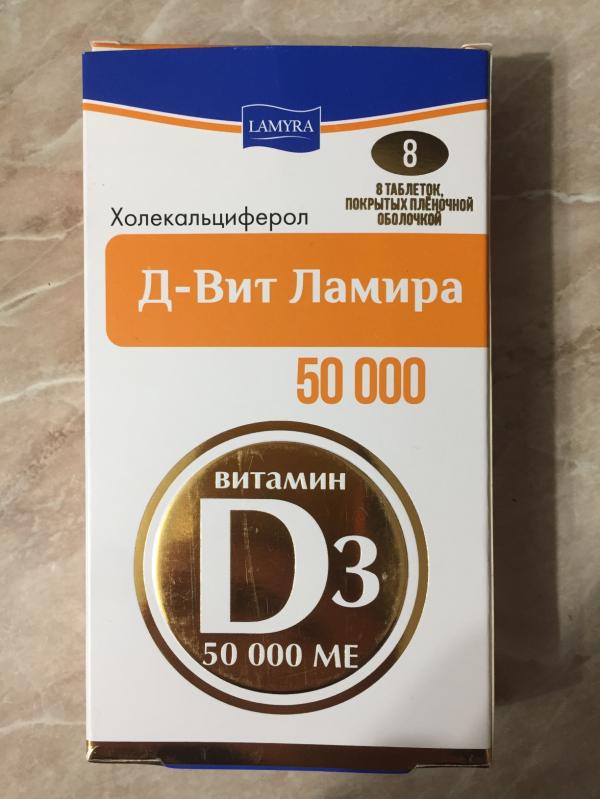 LAMYRA
8
8 ТАБЛЕТОК,
ПОКРЫТЫХ ПЛЁНОЧНОЙ
ОБОЛОЧКОЙ
Холекальциферол
Д-Вит Ламира
50 000
витамин
D3
50 000 МЕ